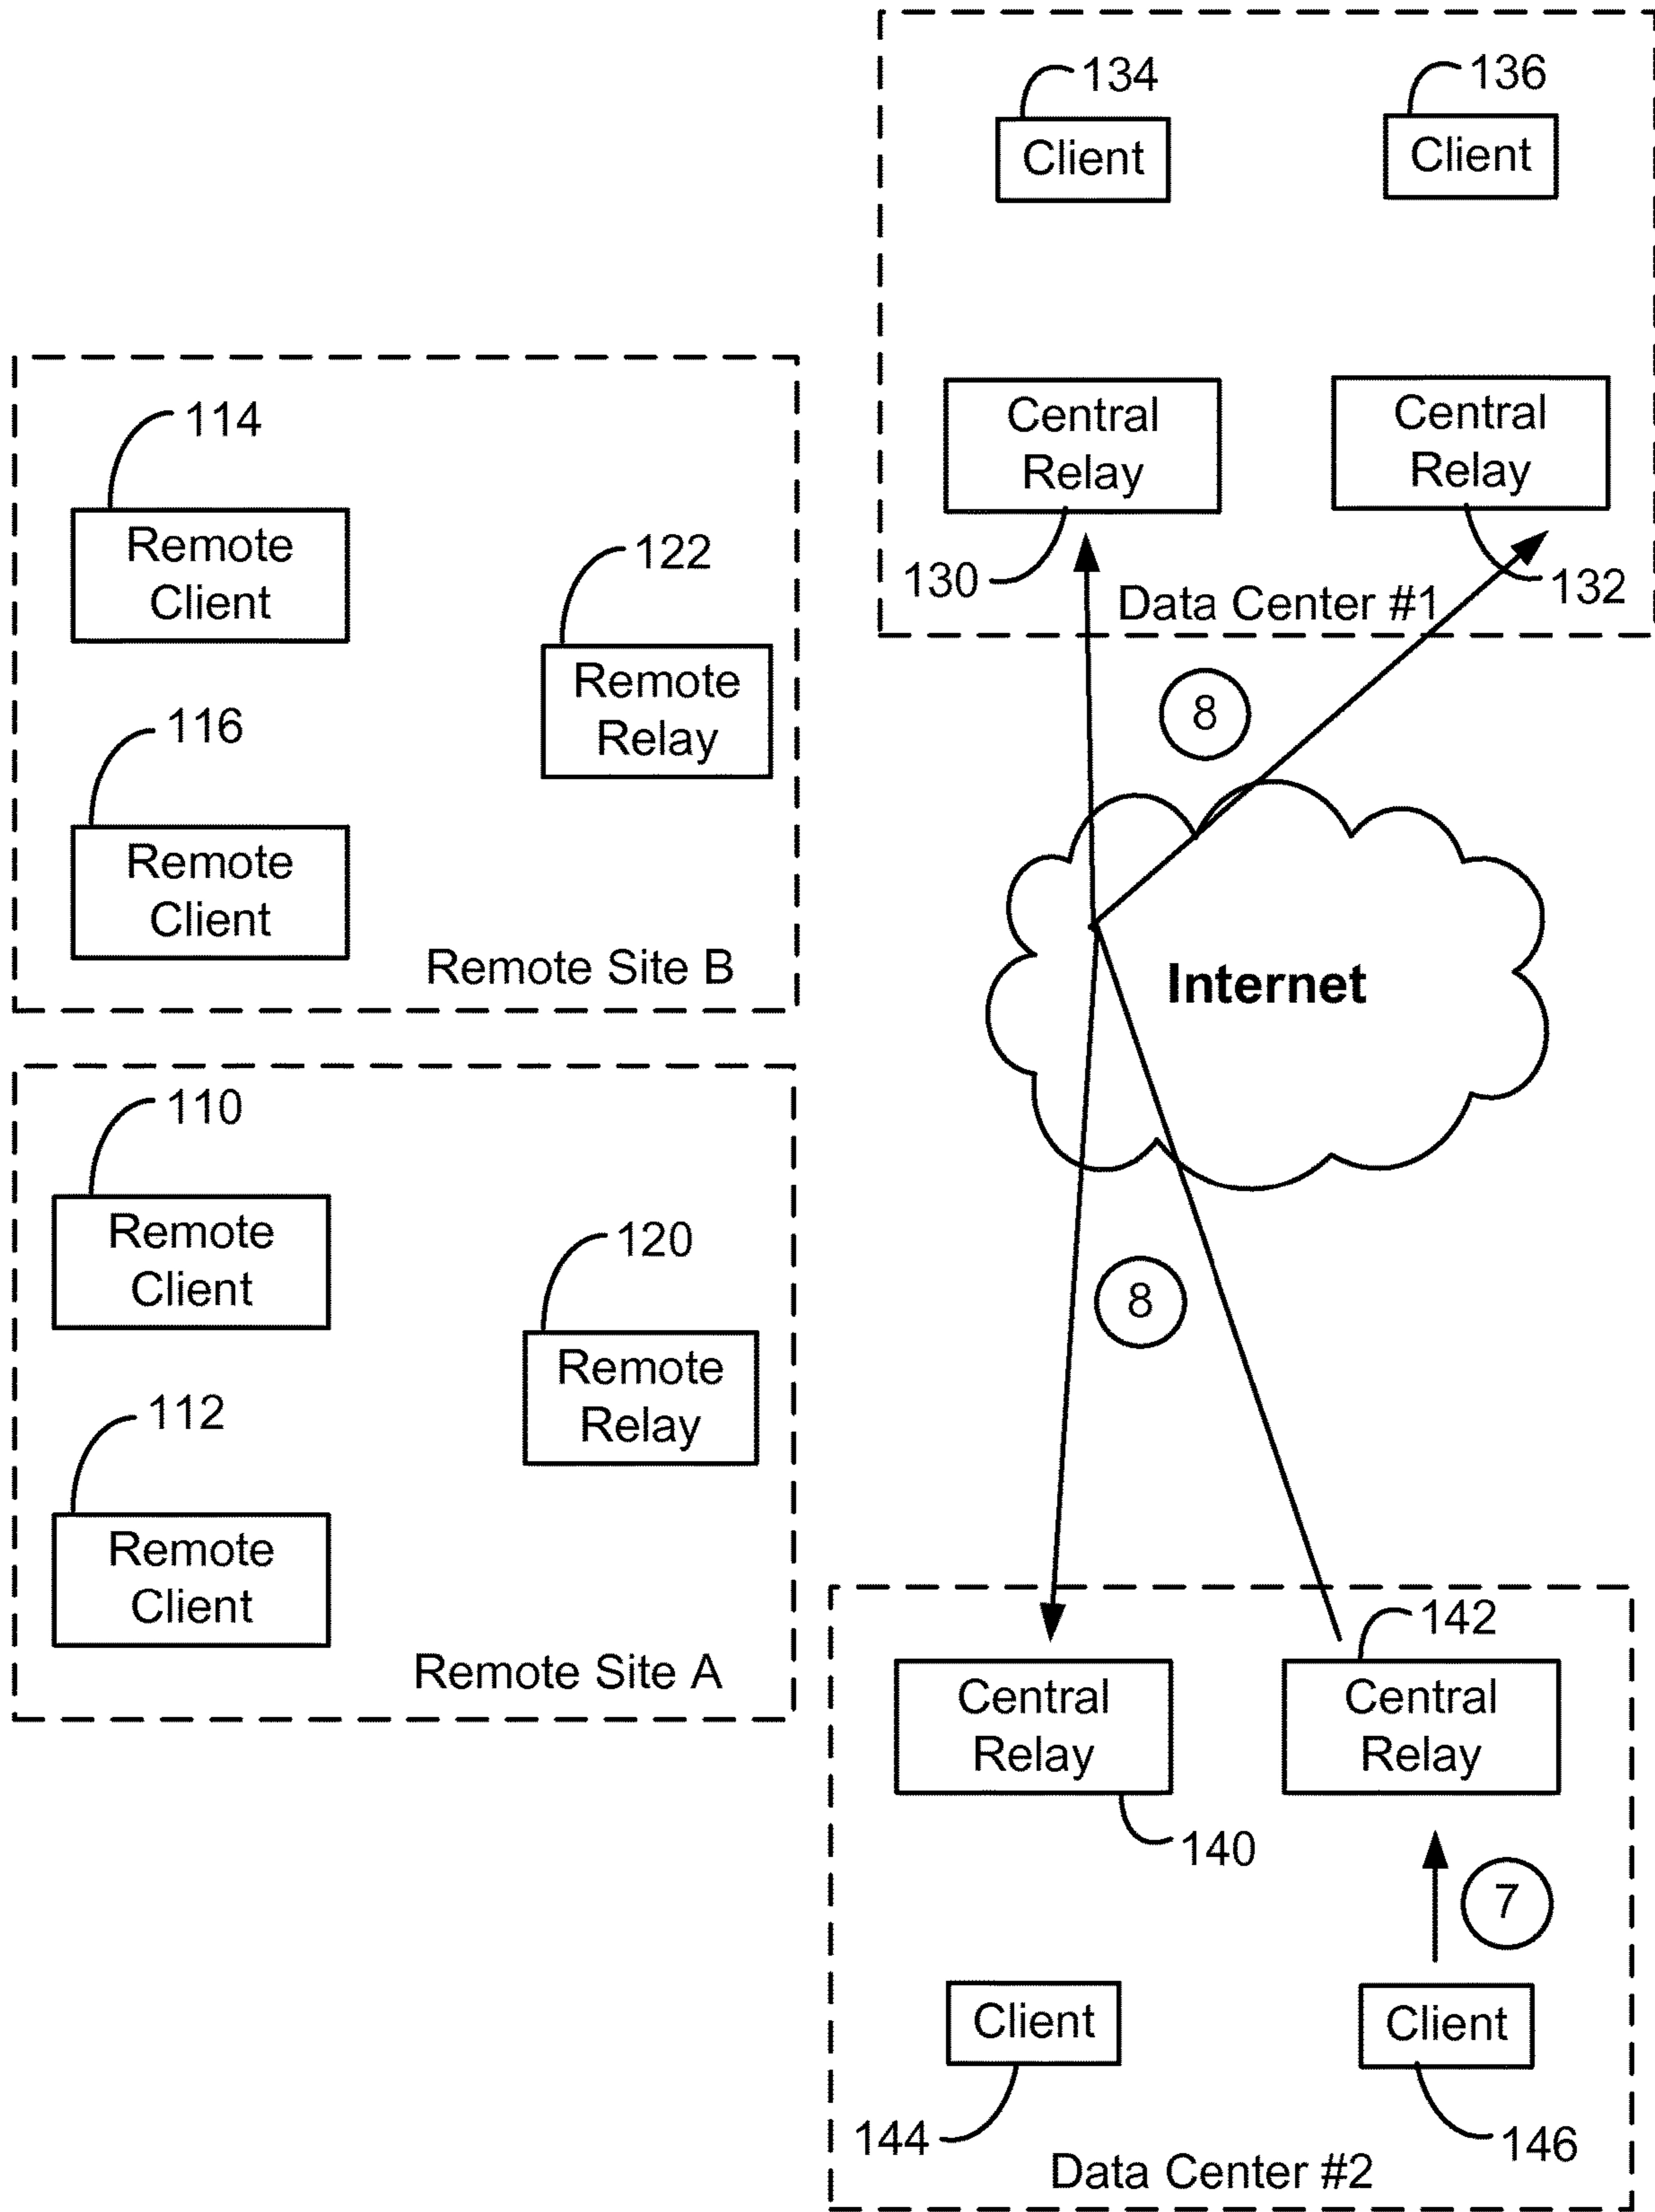 134
136
Client
Client
Central
Relay
Central
Relay
130
132
Data Center #1
114
Remote
Client
122
Remote
Relay
116
Remote
Client
Remote Site B
8
Internet
110
Remote
Client
120
Remote
Relay
112
Remote
Client
Remote Site A
8
142
Central
Relay
Central
Relay
140
7
Client
Client
144
146
Data Center #2